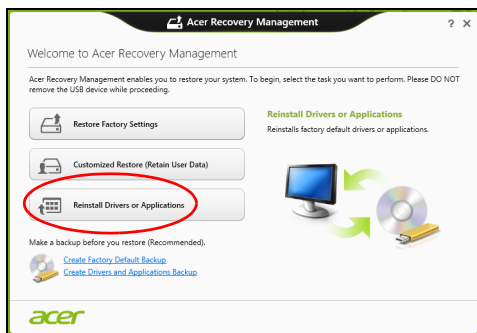 Acer Recovery Management
? X
Welcome to Acer Recovery Management
Acer Recovery Management enables you to restore your system. To begin, select the task you want to perform. Please DO NOT
remove the USB device while proceeding.
Restore Factory Settings
Customized Restore (Retain User Data)
Reinstall Drivers or Applications
Reinstall Drivers or Applications
Reinstalls factory default drivers or applications.
Make a backup before you restore (Recommended).
Create Factory Default Backup
Create Drivers and Applications Backup
acer